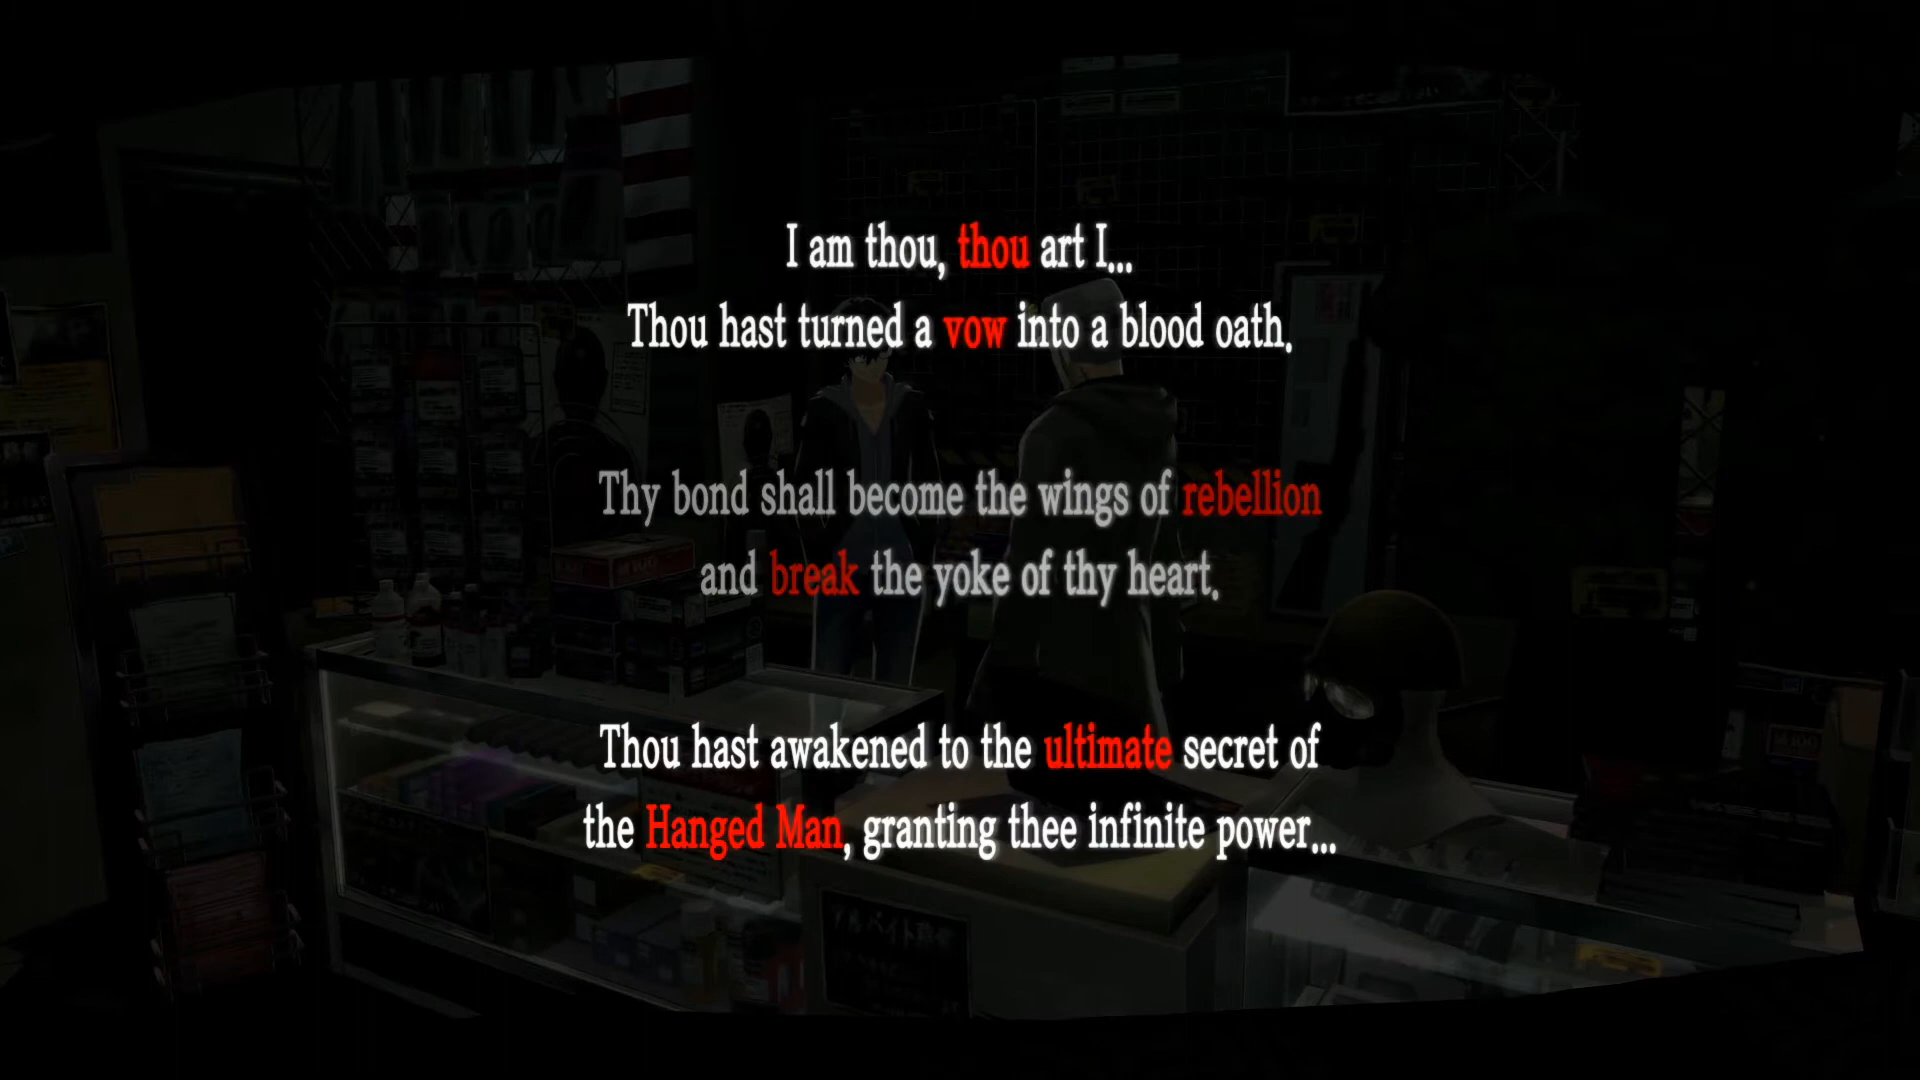 I am thou, thou art I...
Thou hast turned a vow into a blood oath.
Thy bond shall become the wings of rebellion
and break the yoke of thy heart.
Thou hast awakened to the ultimate secret of
the Hanged Man, granting thee infinite power...